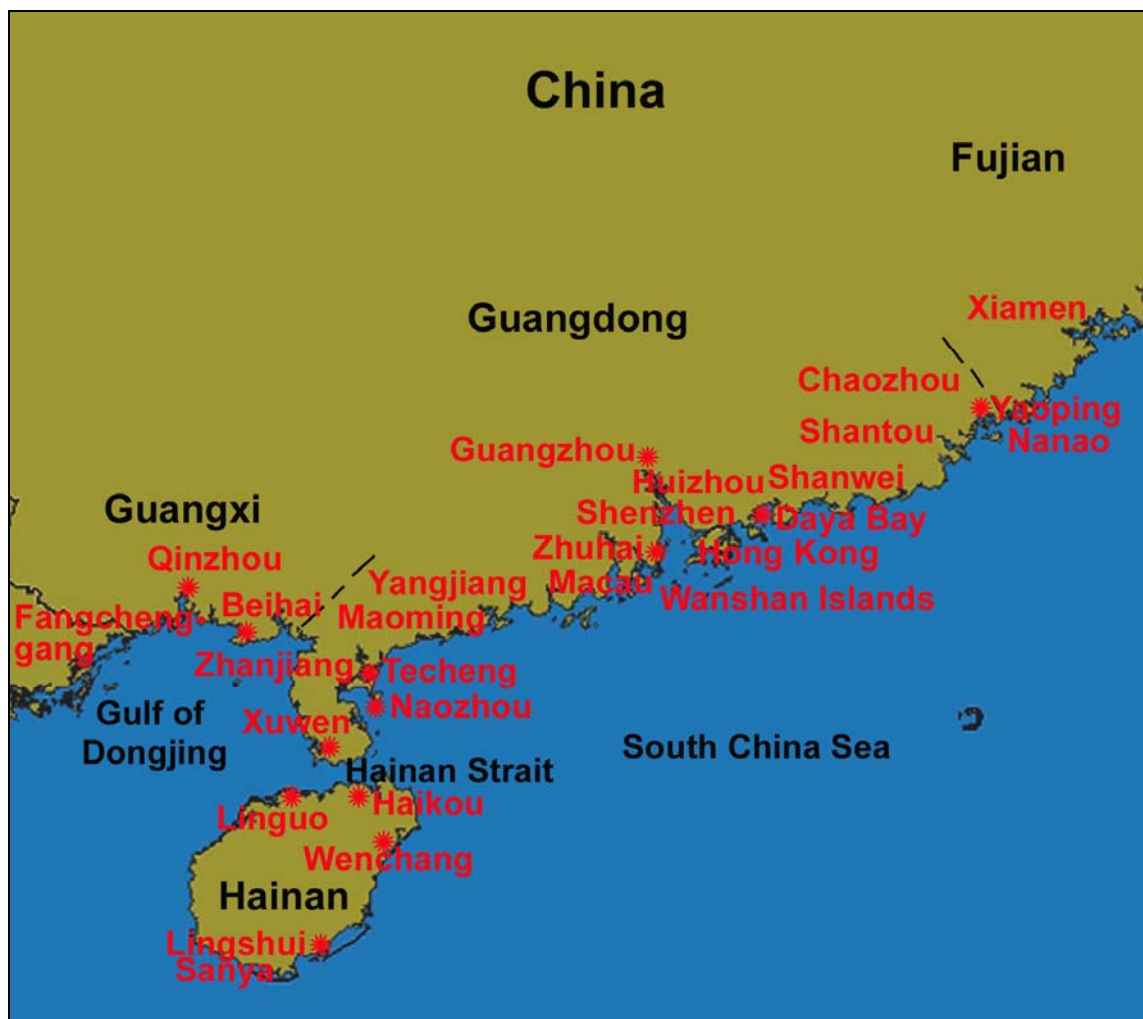 China
Fujian
Xiamen
Guangdong
Chaozhou
Yaoping
Shantou
Nanao
Guangzhou
Huizhou
Shanwei
Guangxi
Shenzhen
Daya Bay
Qinzhou
Zhuhai
Hong Kong
Yangjiang
Macau
Wanshan Islands
Beihai
Fangcheng-
gang
Maoming
Zhanjiang
Techeng
Naozhou
Gulf of
Dongjing
Xuwen
South China Sea
Hainan Strait
Linguo
Haikou
Wenchang
Hainan
Lingshui
Sanya